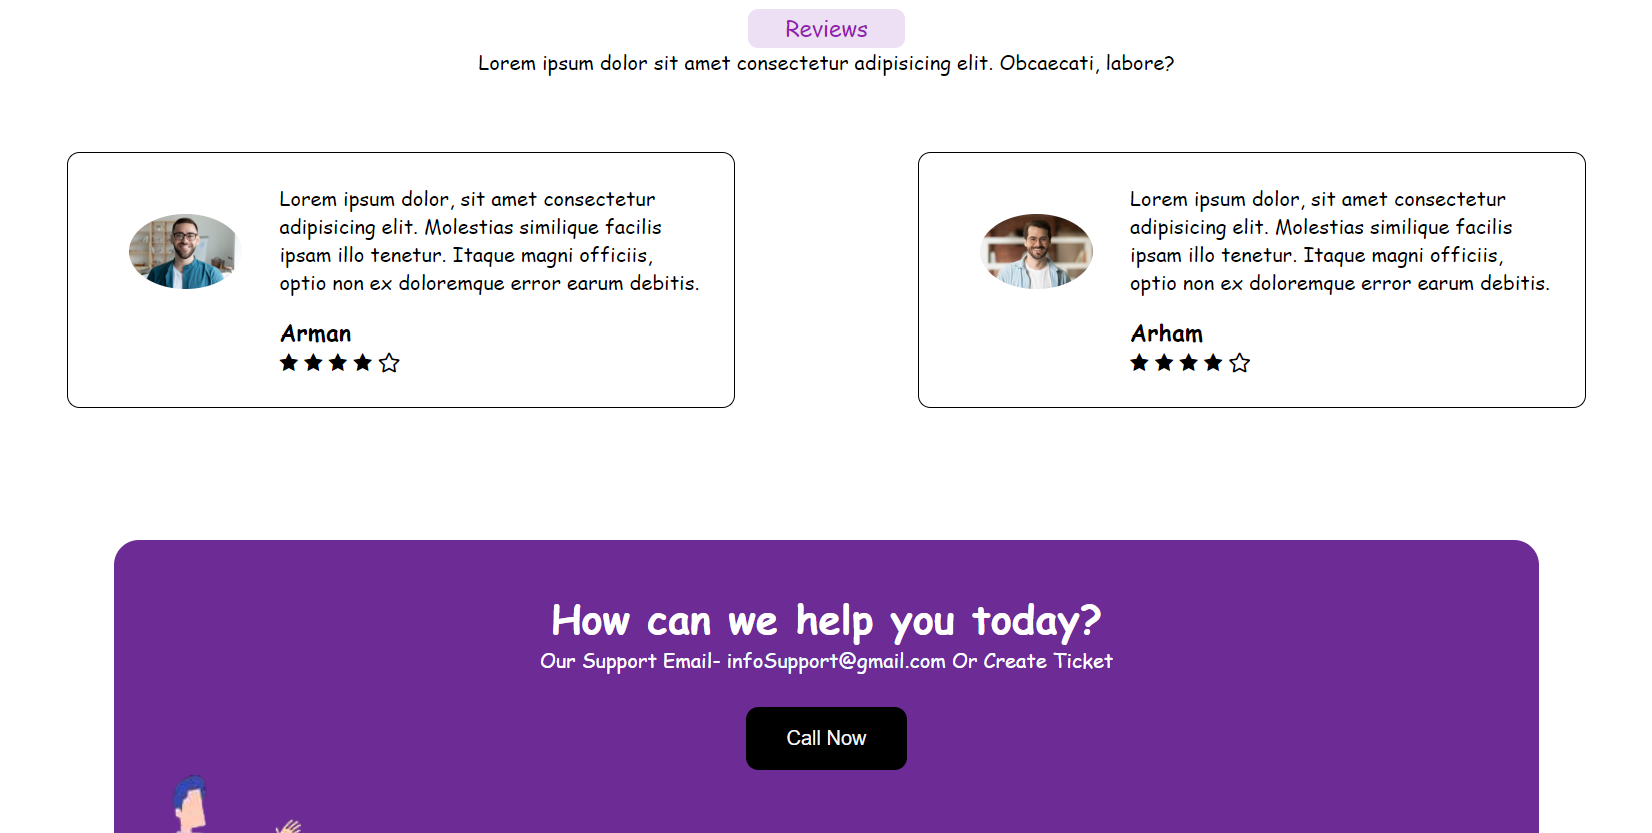 Reviews
Lorem ipsum dolor sit amet consectetur adipisicing elit. Obcaecati, labore?
Lorem ipsum dolor, sit amet consectetur
adipisicing elit. Molestias similique facilis
ipsam illo tenetur. Itaque magni officiis,
optio non ex doloremque error earum debitis.
Arman
Lorem ipsum dolor, sit amet consectetur
adipisicing elit. Molestias similique facilis
ipsam illo tenetur. Itaque magni officiis,
optio non ex doloremque error earum debitis.
Arham
How can we help you today?
Our Support Email- infoSupport@gmail.com Or Create Ticket
Call Now